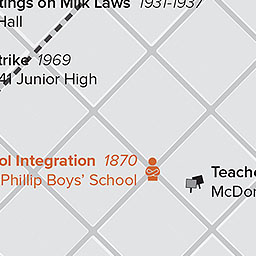 tings on Milk Laws 1931-1937
Hall
trike 1969
41 Junior High
ol Integration 1870
Phillip Boys' School
Teache
McDon